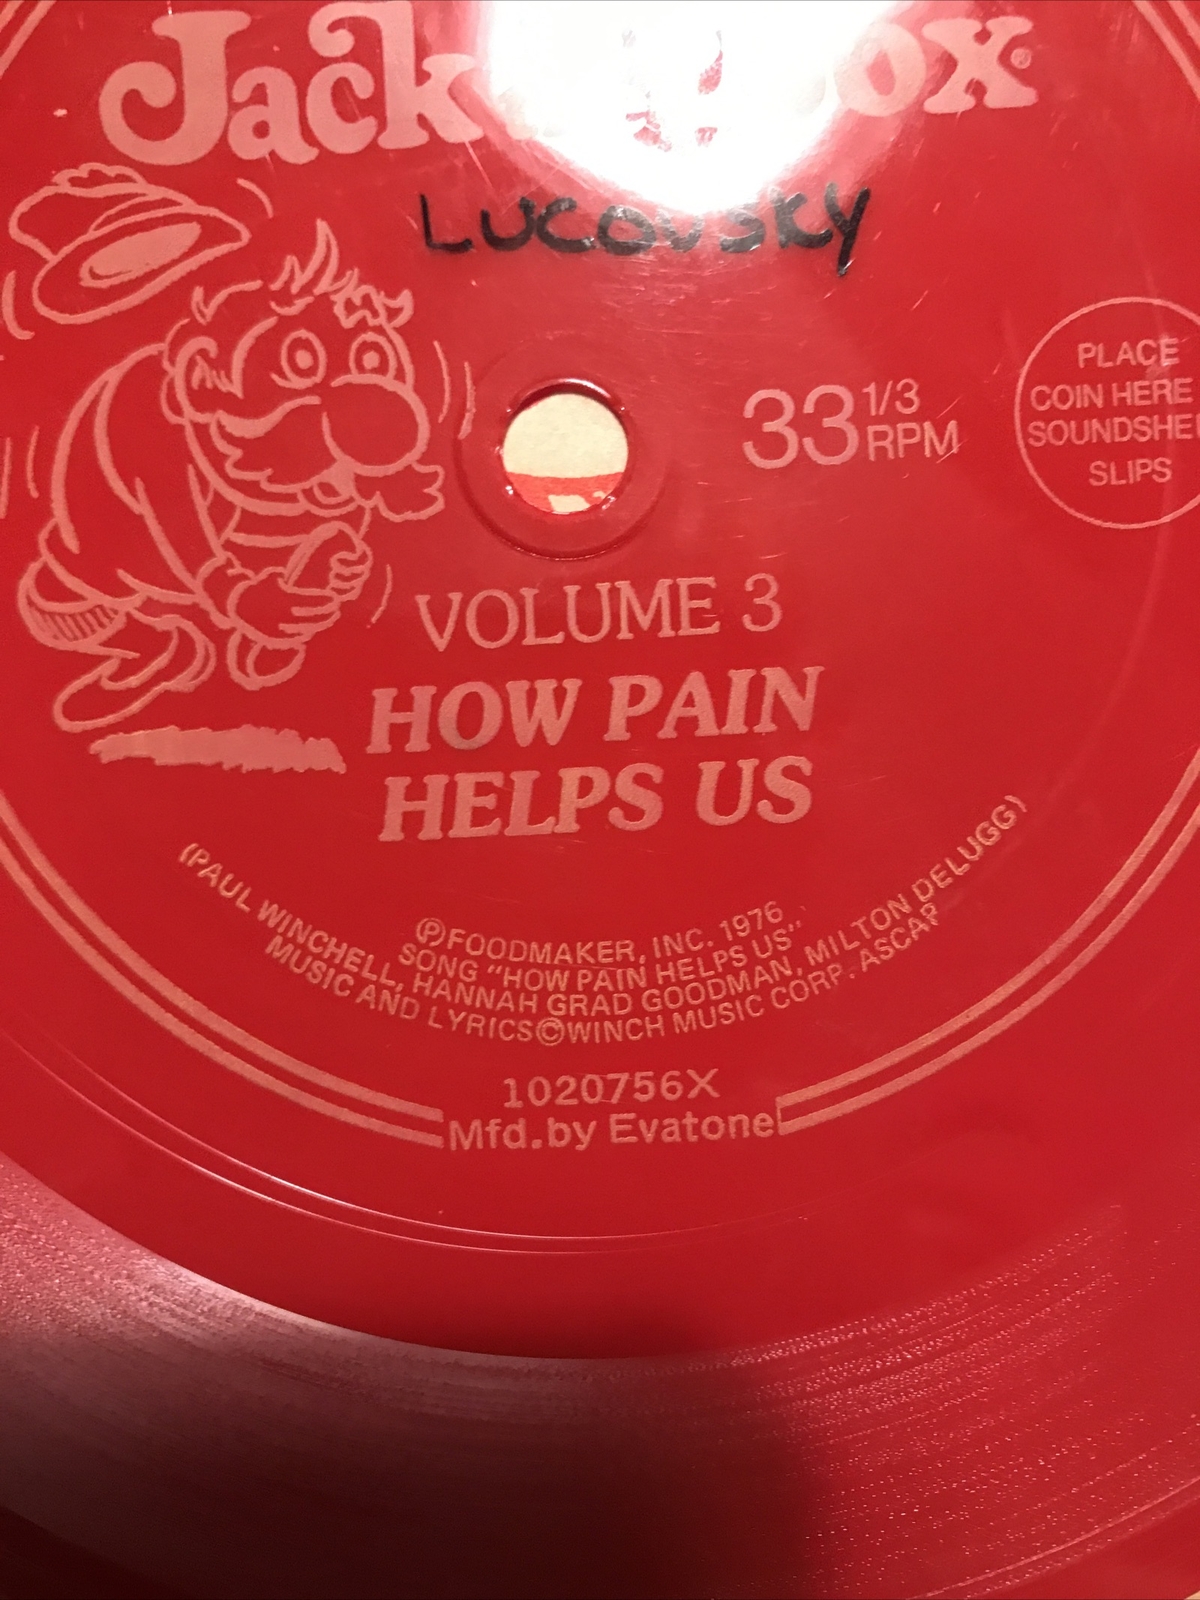 Jack
ox®
LUCOVSKY
33 1/3
RPM
PLACE
COIN HERE
SOUNDSHE
SLIPS
VOLUME 3
HOW PAIN
HELPS US
ⓅFOODMAKER, INC. 1976
SONG "HOW PAIN HELPS US".
(PAUL WINCHELL, HANNAH GRAD GOODMAN, MILTON DELUGG)
MUSIC AND LYRICS©WINCH MUSIC CORP. ASCAP
1020756X
Mfd.by Evatone